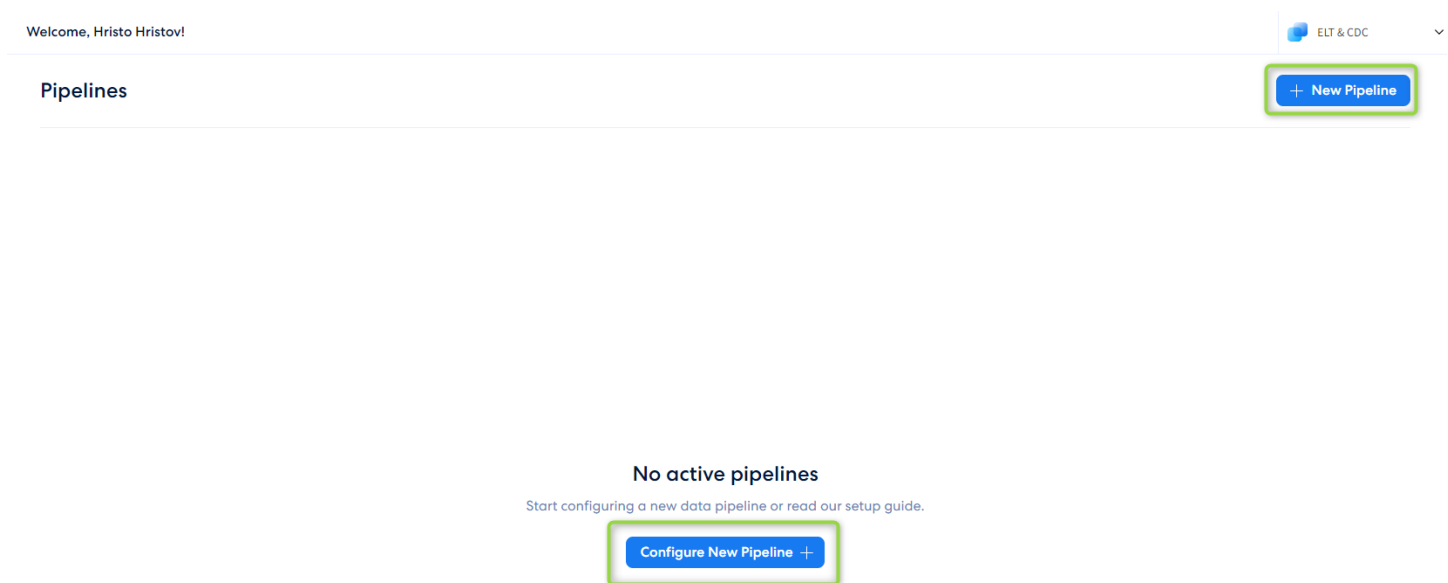 Welcome, Hristo Hristov!
ELT & CDC
Pipelines
+ New Pipeline
No active pipelines
Start configuring a new data pipeline or read our setup guide.
Configure New Pipeline +